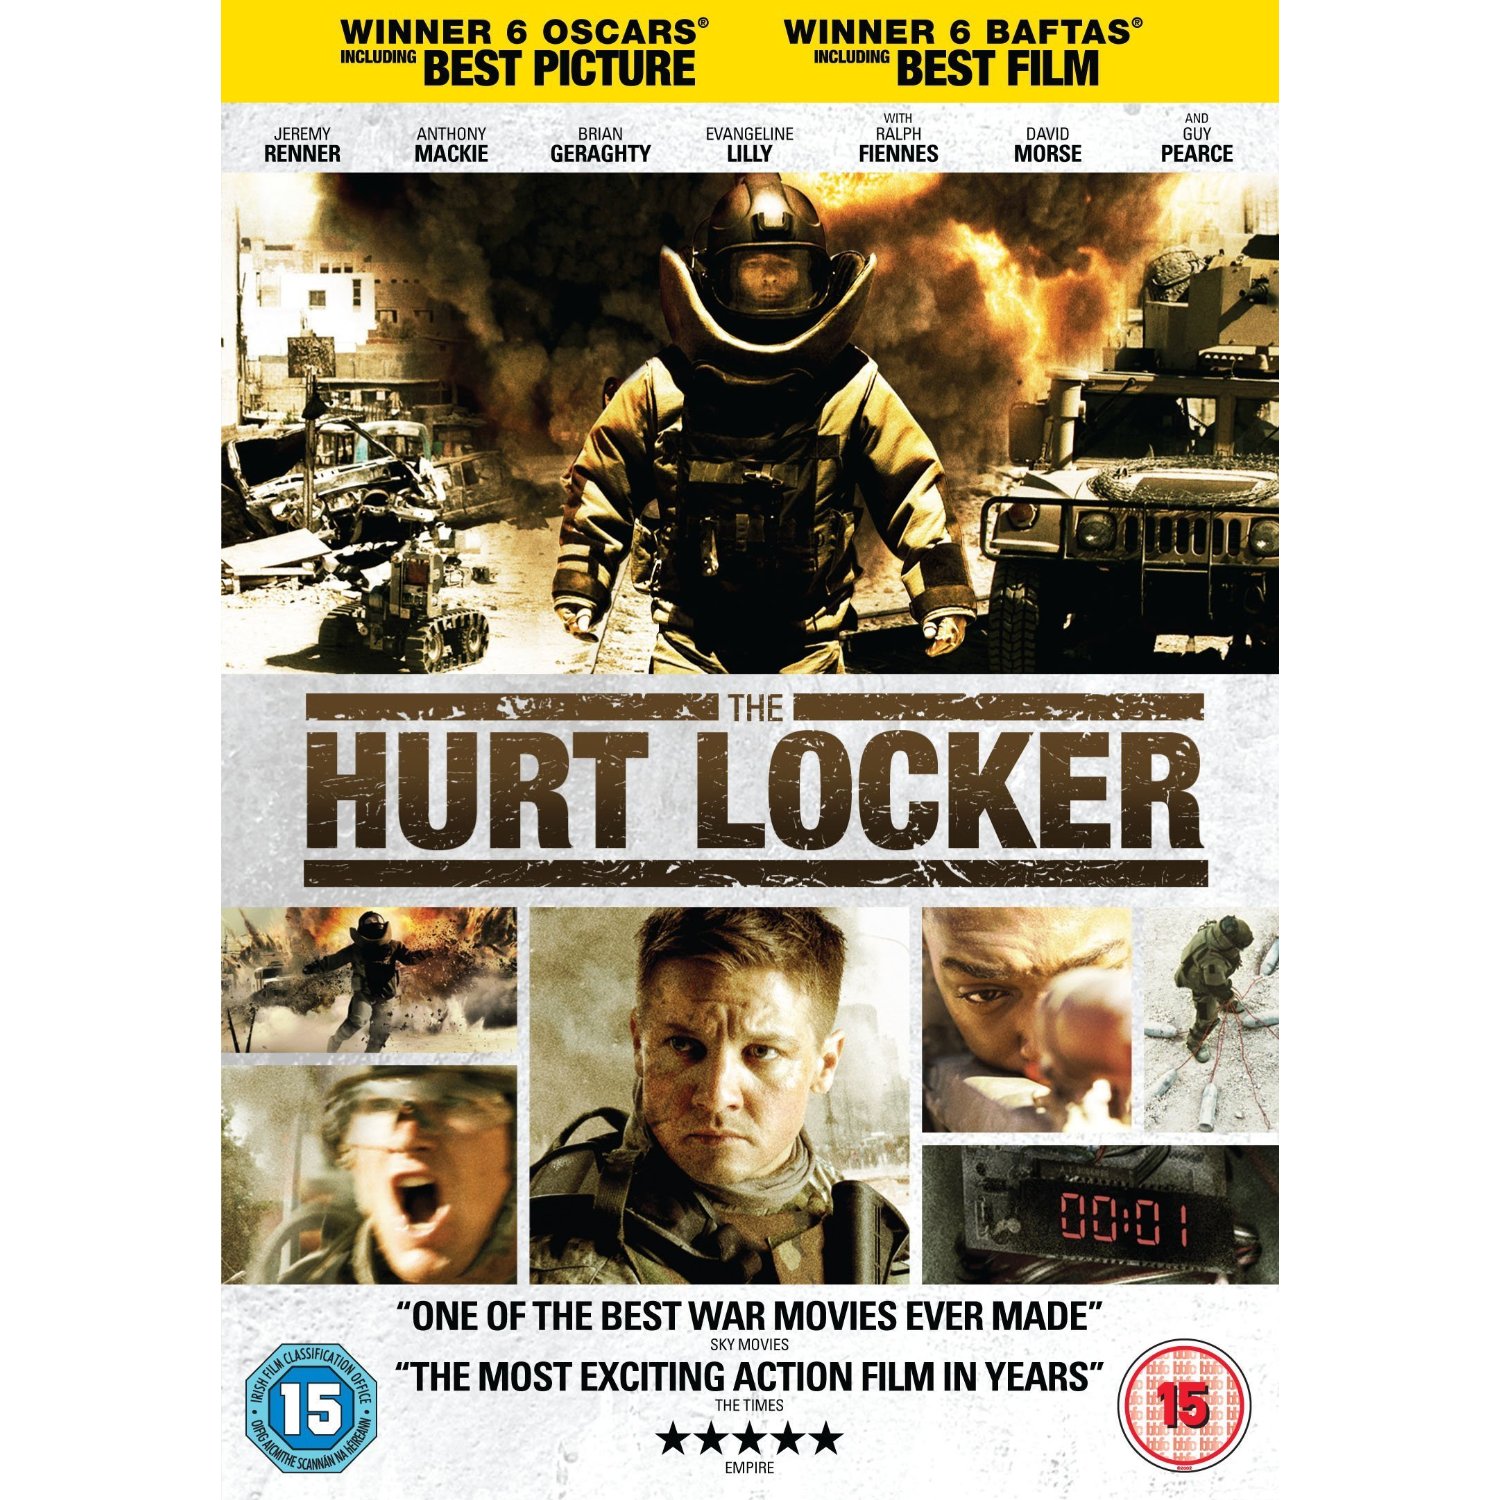 WINNER 6 OSCARS®
INCLUDING BEST PICTURE
WINNER 6 BAFTAS®
INCLUDING BEST FILM
JEREMY
RENNER
ANTHONY
MACKIE
BRIAN
GERAGHTY
EVANGELINE
LILLY
WITH
RALPH
FIENNES
DAVID
MORSE
AND
GUY
PEARCE
THE
HURT LOCKER
00:01
“ONE OF THE BEST WAR MOVIES EVER MADE”
SKY MOVIES
“THE MOST EXCITING ACTION FILM IN YEARS”
THE TIMES
EMPIRE
IRISH FILM CLASSIFICATION OFFICE
15
OIFIG AICMITHE SCANNÁN NA hÉIREANN
15
©2002